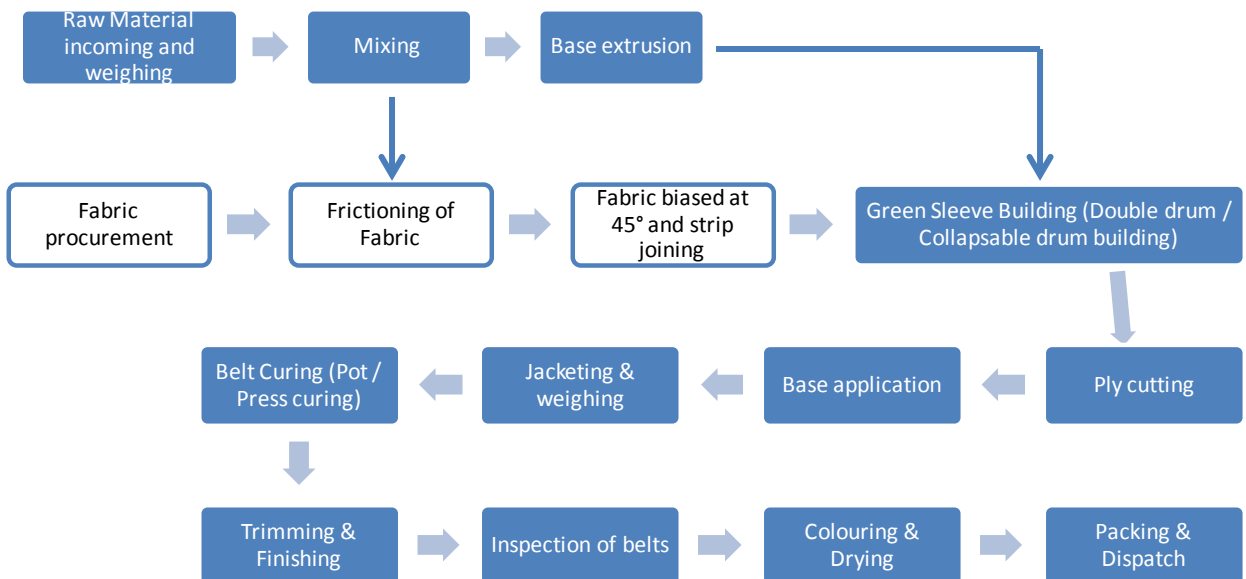 Raw Material
incoming and
weighing
Mixing
Base extrusion
Fabric
procurement
Frictioning of
Fabric
Fabric biased at
45° and strip
joining
Green Sleeve Building (Double drum /
Collapsable drum building)
Belt Curing (Pot /
Press curing)
Jacketing &
weighing
Base application
Ply cutting
Trimming &
Finishing
Inspection of belts
Colouring &
Drying
Packing &
Dispatch